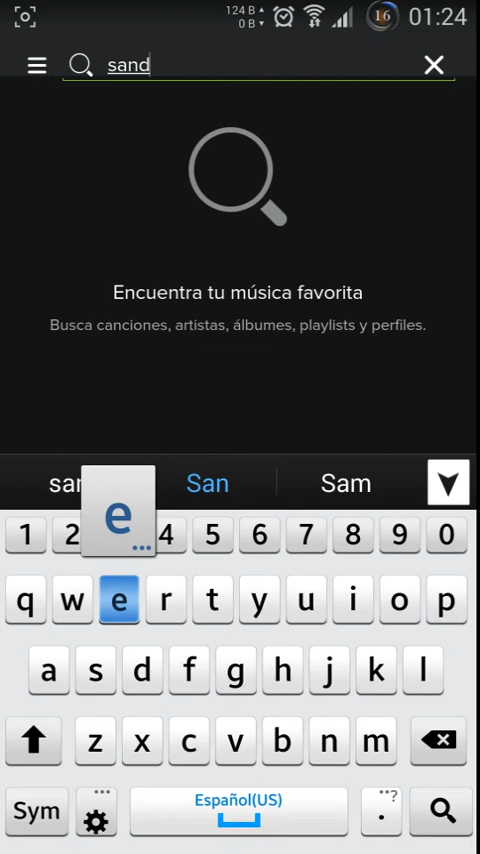 124 B
0 B
16
01:24
sand
Encuentra tu música favorita
Busca canciones, artistas, álbumes, playlists y perfiles.
San Sam
e
1 2 4 5 6 7 8 9 0
q w e r t y u i o p
a s d f g h j k l
z x c v b n m
Sym Español(US) . ?